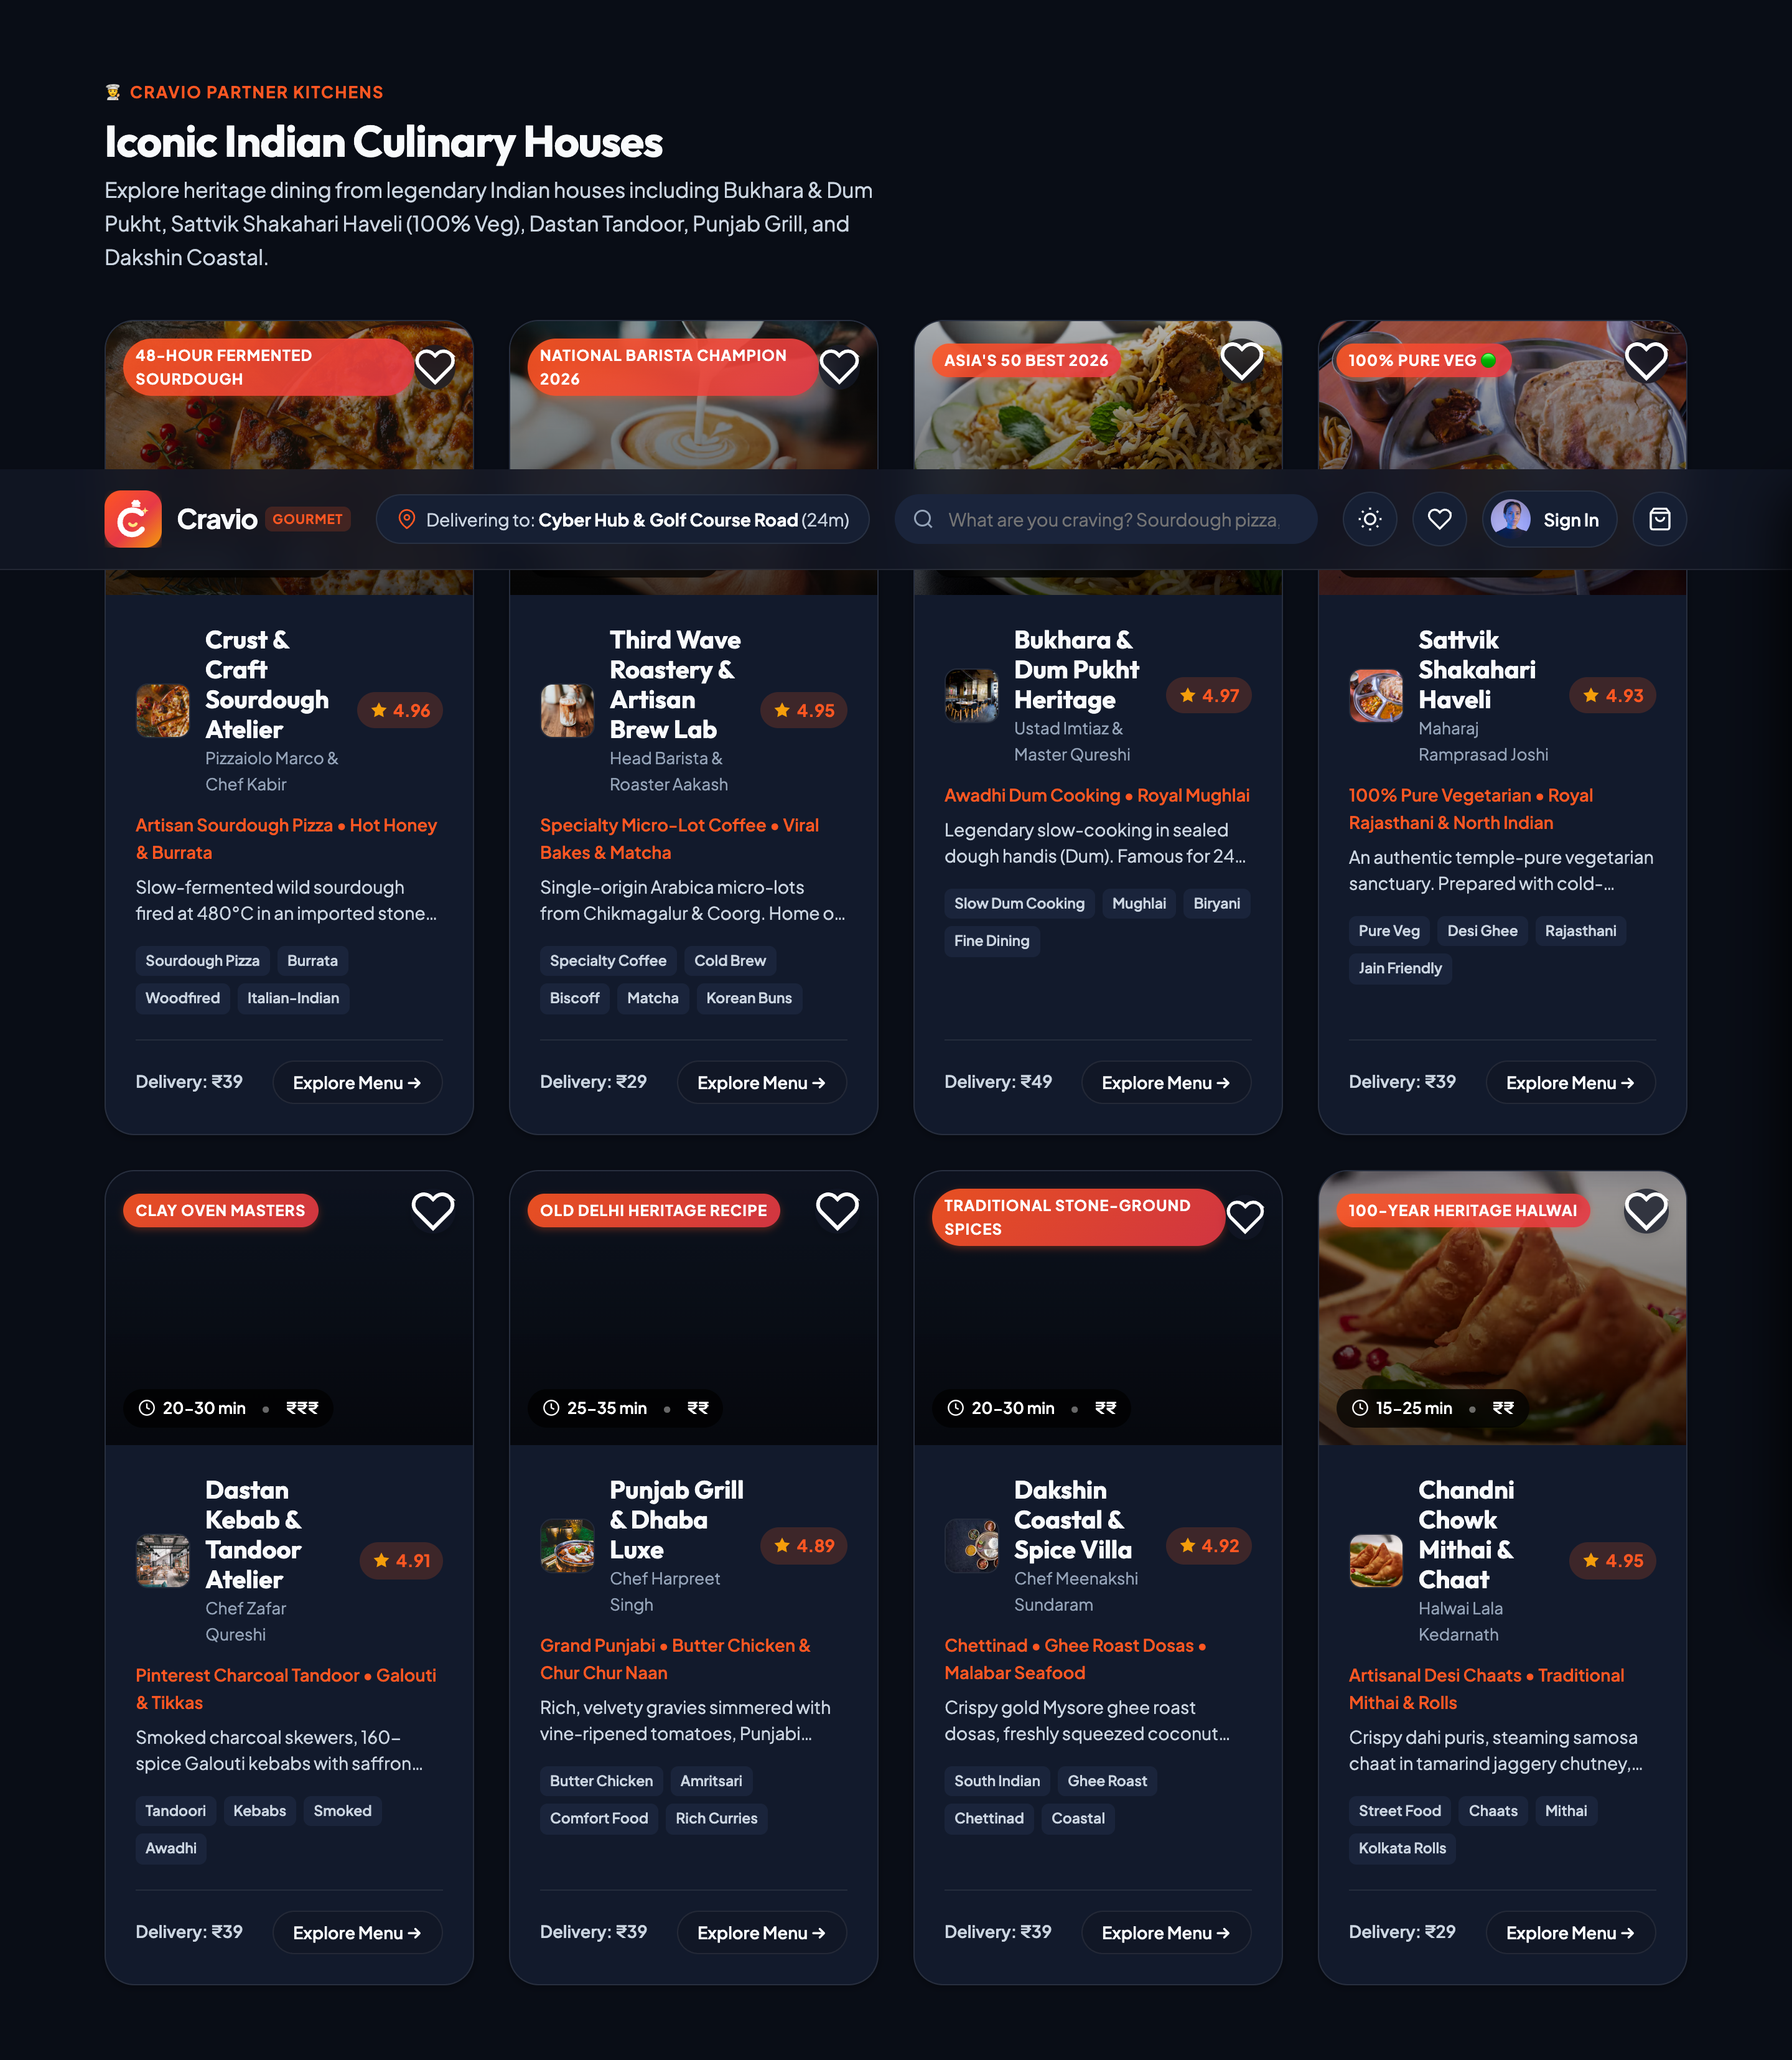 CRAVIO PARTNER KITCHENS
Iconic Indian Culinary Houses
Explore heritage dining from legendary Indian houses including Bukhara & Dum
Pukht, Sattvik Shakahari Haveli (100% Veg), Dastan Tandoor, Punjab Grill, and
Dakshin Coastal.
48-HOUR FERMENTED
SOURDOUGH
NATIONAL BARISTA CHAMPION
2026
ASIA'S 50 BEST 2026
100% PURE VEG
Cravio GOURMET
Delivering to: Cyber Hub & Golf Course Road (24m)
What are you craving? Sourdough pizza,
Sign In
Crust &
Craft
Sourdough
Atelier
Pizzaiolo Marco &
Chef Kabir
4.96
Artisan Sourdough Pizza • Hot Honey
& Burrata
Slow-fermented wild sourdough
fired at 480°C in an imported stone...
Sourdough Pizza Burrata
Woodfired Italian-Indian
Delivery: ₹39 Explore Menu →
Third Wave
Roastery &
Artisan
Brew Lab
Head Barista &
Roaster Aakash
4.95
Specialty Micro-Lot Coffee • Viral
Bakes & Matcha
Single-origin Arabica micro-lots
from Chikmagalur & Coorg. Home o...
Specialty Coffee Cold Brew
Biscoff Matcha Korean Buns
Delivery: ₹29 Explore Menu →
Bukhara &
Dum Pukht
Heritage
Ustad Imtiaz &
Master Qureshi
4.97
Awadhi Dum Cooking • Royal Mughlai
Legendary slow-cooking in sealed
dough handis (Dum). Famous for 24...
Slow Dum Cooking Mughlai Biryani
Fine Dining
Delivery: ₹49 Explore Menu →
Sattvik
Shakahari
Haveli
Maharaj
Ramprasad Joshi
4.93
100% Pure Vegetarian • Royal
Rajasthani & North Indian
An authentic temple-pure vegetarian
sanctuary. Prepared with cold-...
Pure Veg Desi Ghee Rajasthani
Jain Friendly
Delivery: ₹39 Explore Menu →
CLAY OVEN MASTERS
20-30 min • ₹₹₹
Dastan
Kebab &
Tandoor
Atelier
Chef Zafar
Qureshi
4.91
Pinterest Charcoal Tandoor • Galouti
& Tikkas
Smoked charcoal skewers, 160-
spice Galouti kebabs with saffron...
Tandoori Kebabs Smoked
Awadhi
Delivery: ₹39 Explore Menu →
OLD DELHI HERITAGE RECIPE
25-35 min • ₹₹
Punjab Grill
& Dhaba
Luxe
Chef Harpreet
Singh
4.89
Grand Punjabi • Butter Chicken &
Chur Chur Naan
Rich, velvety gravies simmered with
vine-ripened tomatoes, Punjabi...
Butter Chicken Amritsari
Comfort Food Rich Curries
Delivery: ₹39 Explore Menu →
TRADITIONAL STONE-GROUND
SPICES
20-30 min • ₹₹
Dakshin
Coastal &
Spice Villa
Chef Meenakshi
Sundaram
4.92
Chettinad • Ghee Roast Dosas •
Malabar Seafood
Crispy gold Mysore ghee roast
dosas, freshly squeezed coconut...
South Indian Ghee Roast
Chettinad Coastal
Delivery: ₹39 Explore Menu →
100-YEAR HERITAGE HALWAI
15-25 min • ₹₹
Chandni
Chowk
Mithai &
Chaat
Halwai Lala
Kedarnath
4.95
Artisanal Desi Chaats • Traditional
Mithai & Rolls
Crispy dahi puris, steaming samosa
chaat in tamarind jaggery chutney,...
Street Food Chaats Mithai
Kolkata Rolls
Delivery: ₹29 Explore Menu →